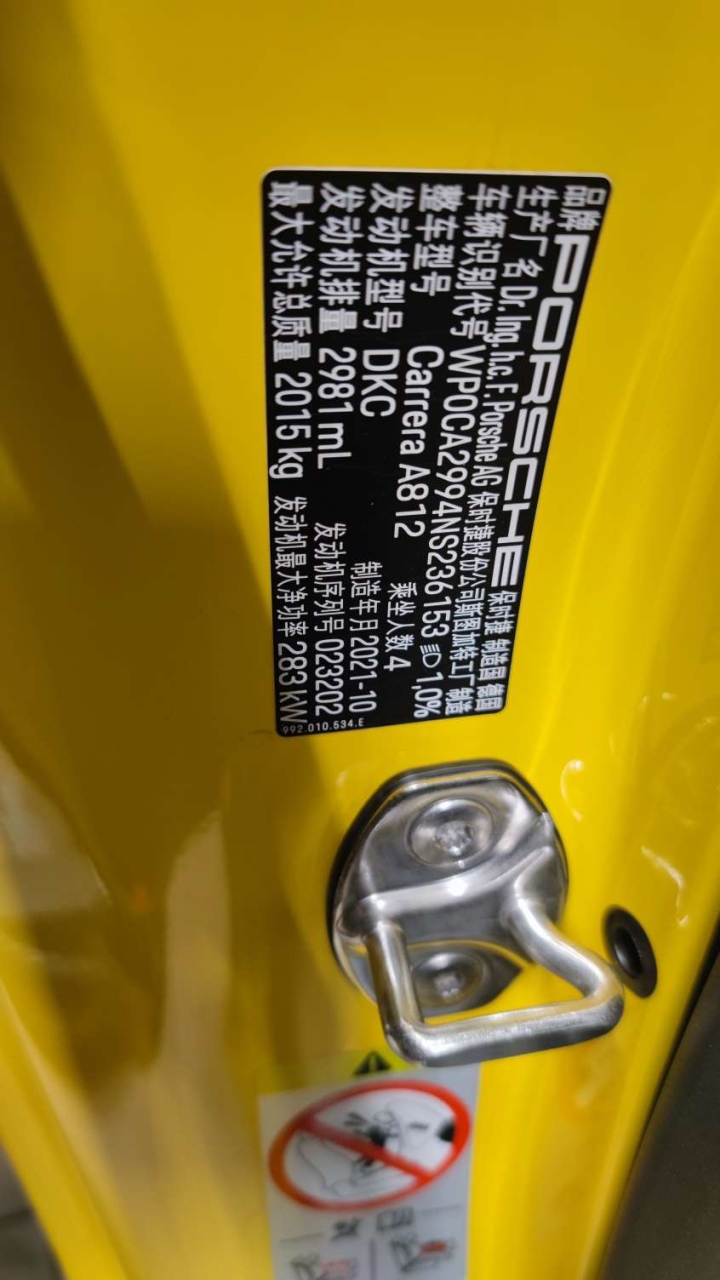 品牌 PORSCHE 保时捷 制造国 德国
生产厂名 Dr. Ing. h.c. F. Porsche AG 保时捷股份公司斯图加特工厂制造
车辆识别代号 WP0CA2994NS236153 1,0%
整车型号 Carrera A812 乘坐人数 4
发动机型号 DKC 制造年月 2021-10
发动机排量 2981 mL 发动机序列号 023202
最大允许总质量 2015 kg 发动机最大净功率 283 kW
992.010.534.E